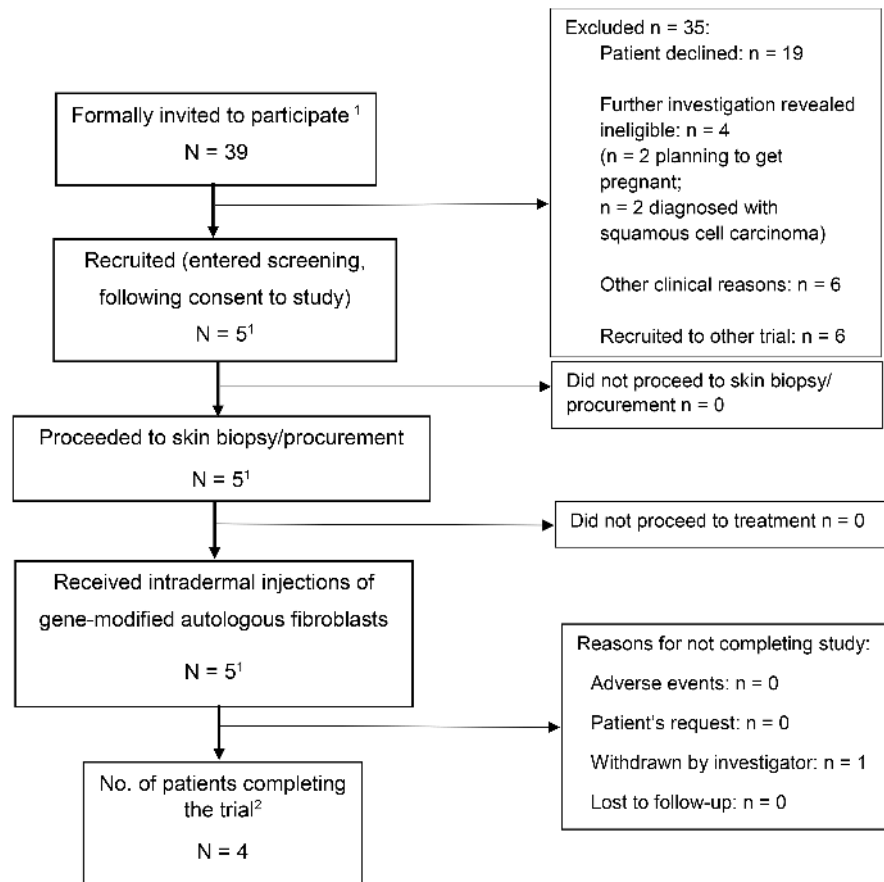 Formally invited to participate ¹
N = 39
Excluded n = 35:
Patient declined: n = 19
Further investigation revealed
ineligible: n = 4
(n = 2 planning to get
pregnant;
n = 2 diagnosed with
squamous cell carcinoma)
Other clinical reasons: n = 6
Recruited to other trial: n = 6
Recruited (entered screening,
following consent to study)
N = 5¹
Did not proceed to skin biopsy/
procurement n = 0
Proceeded to skin biopsy/procurement
N = 5¹
Did not proceed to treatment n = 0
Received intradermal injections of
gene-modified autologous fibroblasts
N = 5¹
Reasons for not completing study:
Adverse events: n = 0
Patient's request: n = 0
Withdrawn by investigator: n = 1
Lost to follow-up: n = 0
No. of patients completing
the trial²
N = 4